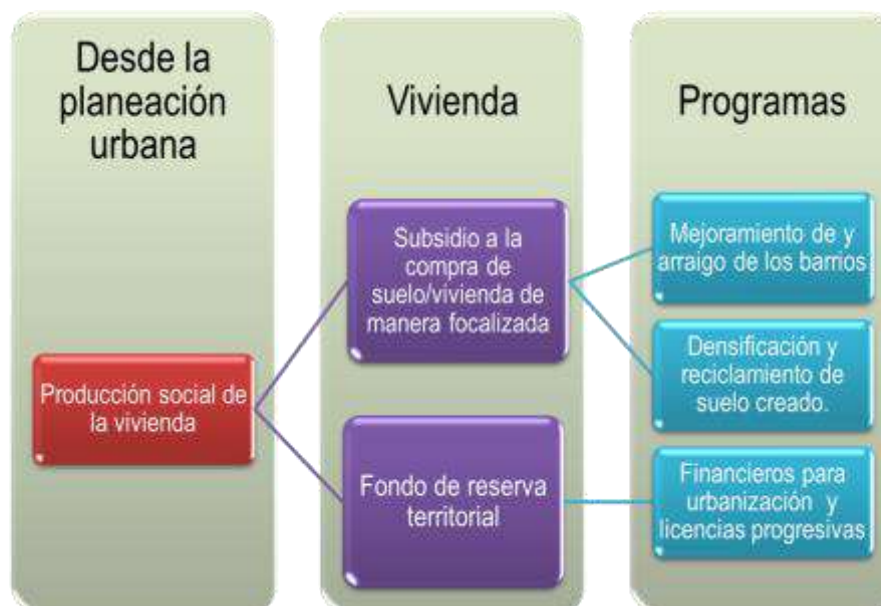 Desde la
planeación
urbana
Producción social de
la vivienda
Vivienda
Subsidio a la
compra de
suelo/vivienda de
manera focalizada
Fondo de reserva
territorial
Programas
Mejoramiento de y
arraigo de los barrios
Densificación y
reciclamiento de
suelo creado.
Financieros para
urbanización y
licencias progresivas